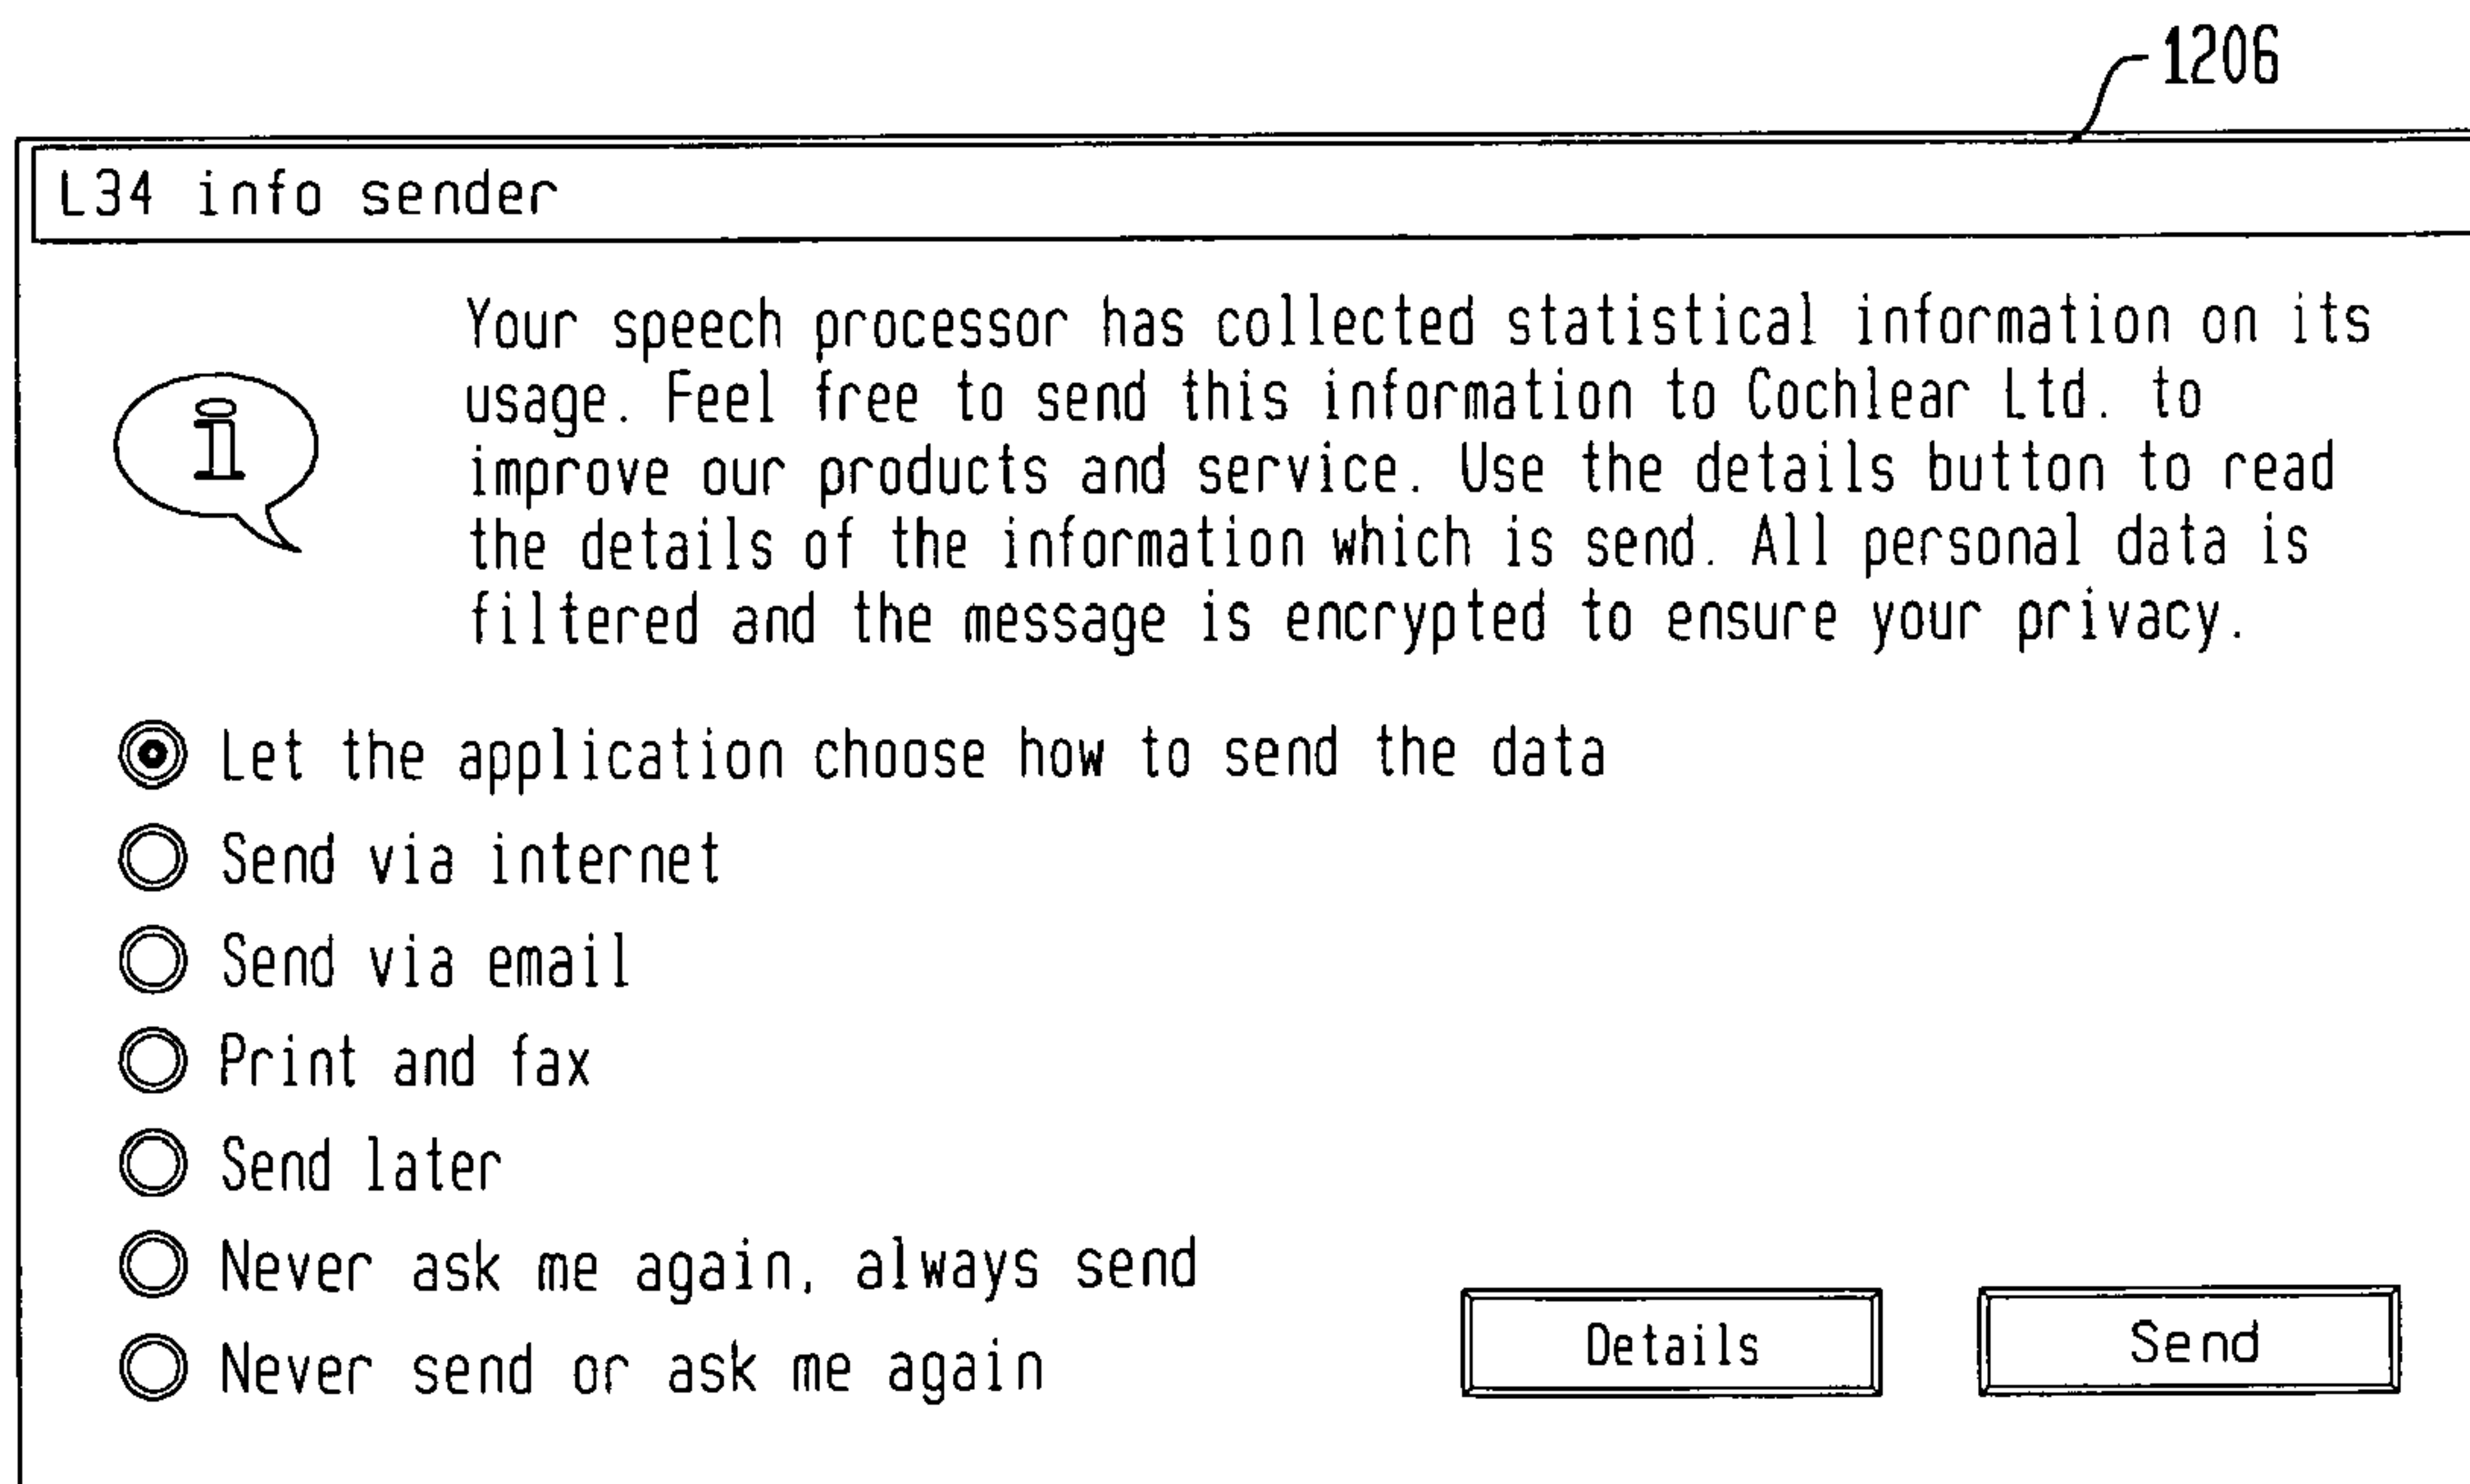 1206
L34 info sender
Your speech processor has collected statistical information on its
usage. Feel free to send this information to Cochlear Ltd. to
improve our products and service. Use the details button to read
the details of the information which is send. All personal data is
filtered and the message is encrypted to ensure your privacy.
i
Let the application choose how to send the data
Send via internet
Send via email
Print and fax
Send later
Never ask me again, always send
Never send or ask me again
Details
Send